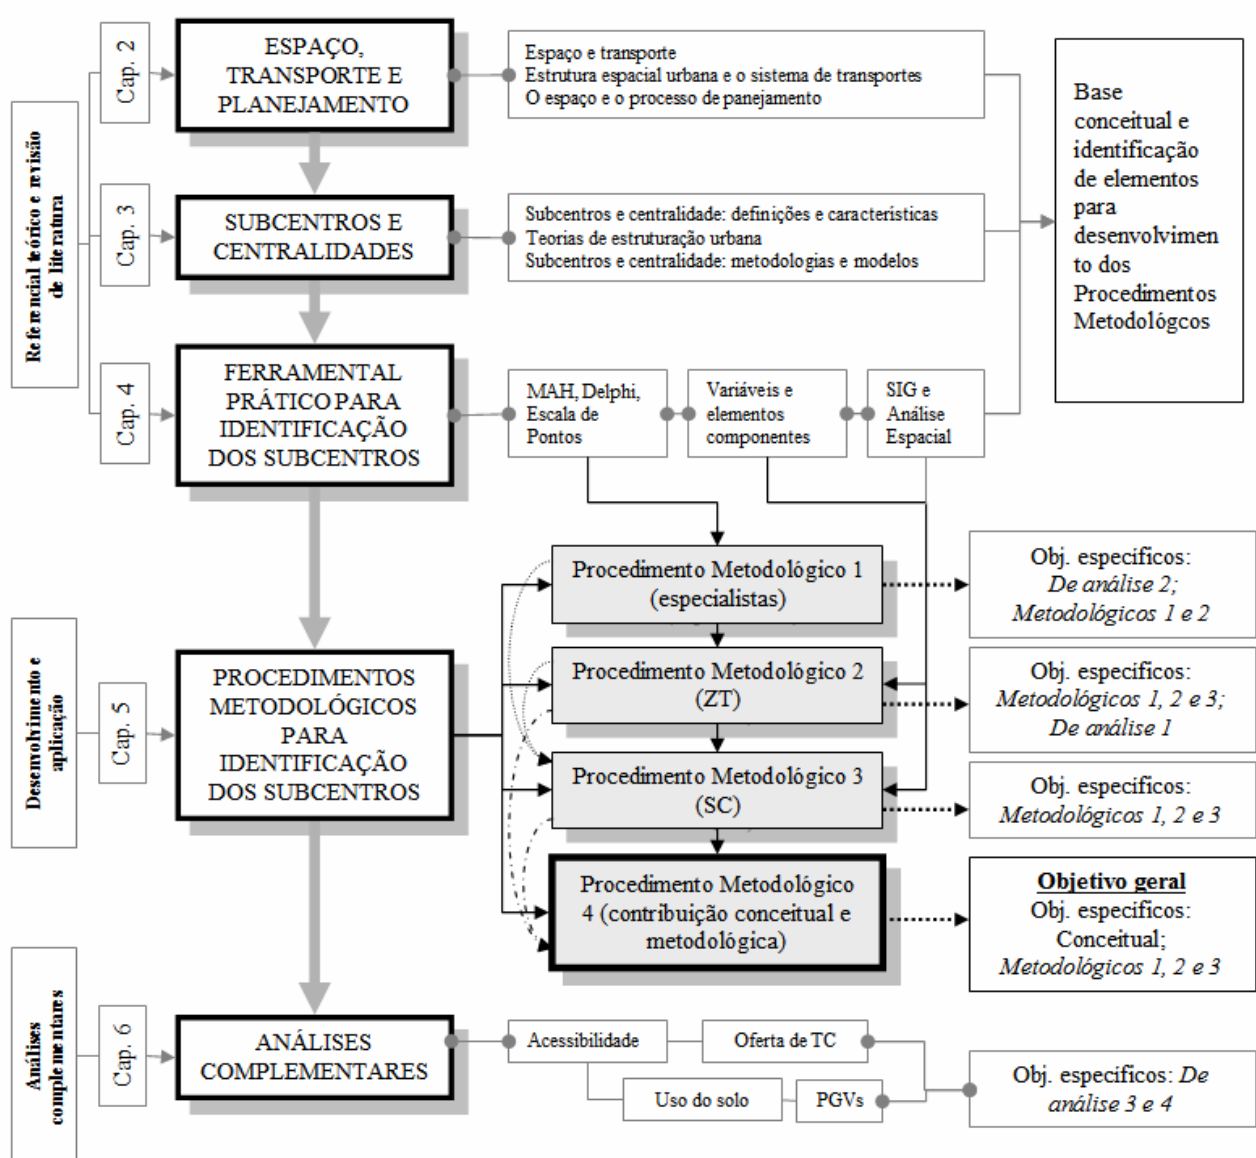 Referencial teórico e revisão
de literatura
Cap. 2
ESPAÇO,
TRANSPORTE E
PLANEJAMENTO
Espaço e transporte
Estrutura espacial urbana e o sistema de transportes
O espaço e o processo de panejamento
Base
conceitual e
identificação
de elementos
para
desenvolvimen
to dos
Procedimentos
Metodológcos
Cap. 3
SUBCENTROS E
CENTRALIDADES
Subcentros e centralidade: definições e características
Teorias de estruturação urbana
Subcentros e centralidade: metodologias e modelos
Cap. 4
FERRAMENTAL
PRÁTICO PARA
IDENTIFICAÇÃO
DOS SUBCENTROS
MAH, Delphi,
Escala de
Pontos
Variáveis e
elementos
componentes
SIG e
Análise
Espacial
Desenvolvimento e
aplicação
Cap. 5
PROCEDIMENTOS
METODOLÓGICOS
PARA
IDENTIFICAÇÃO
DOS SUBCENTROS
Procedimento Metodológico 1
(especialistas)
Obj. específicos:
De análise 2;
Metodológicos 1 e 2
Procedimento Metodológico 2
(ZT)
Obj. específicos:
Metodológicos 1, 2 e 3;
De análise 1
Procedimento Metodológico 3
(SC)
Obj. específicos:
Metodológicos 1, 2 e 3
Procedimento Metodológico
4 (contribuição conceitual e
metodológica)
Objetivo geral
Obj. específicos:
Conceitual;
Metodológicos 1, 2 e 3
Análises
complementares
Cap. 6
ANÁLISES
COMPLEMENTARES
Acessibilidade
Oferta de TC
Uso do solo
PGVs
Obj. específicos: De
análise 3 e 4